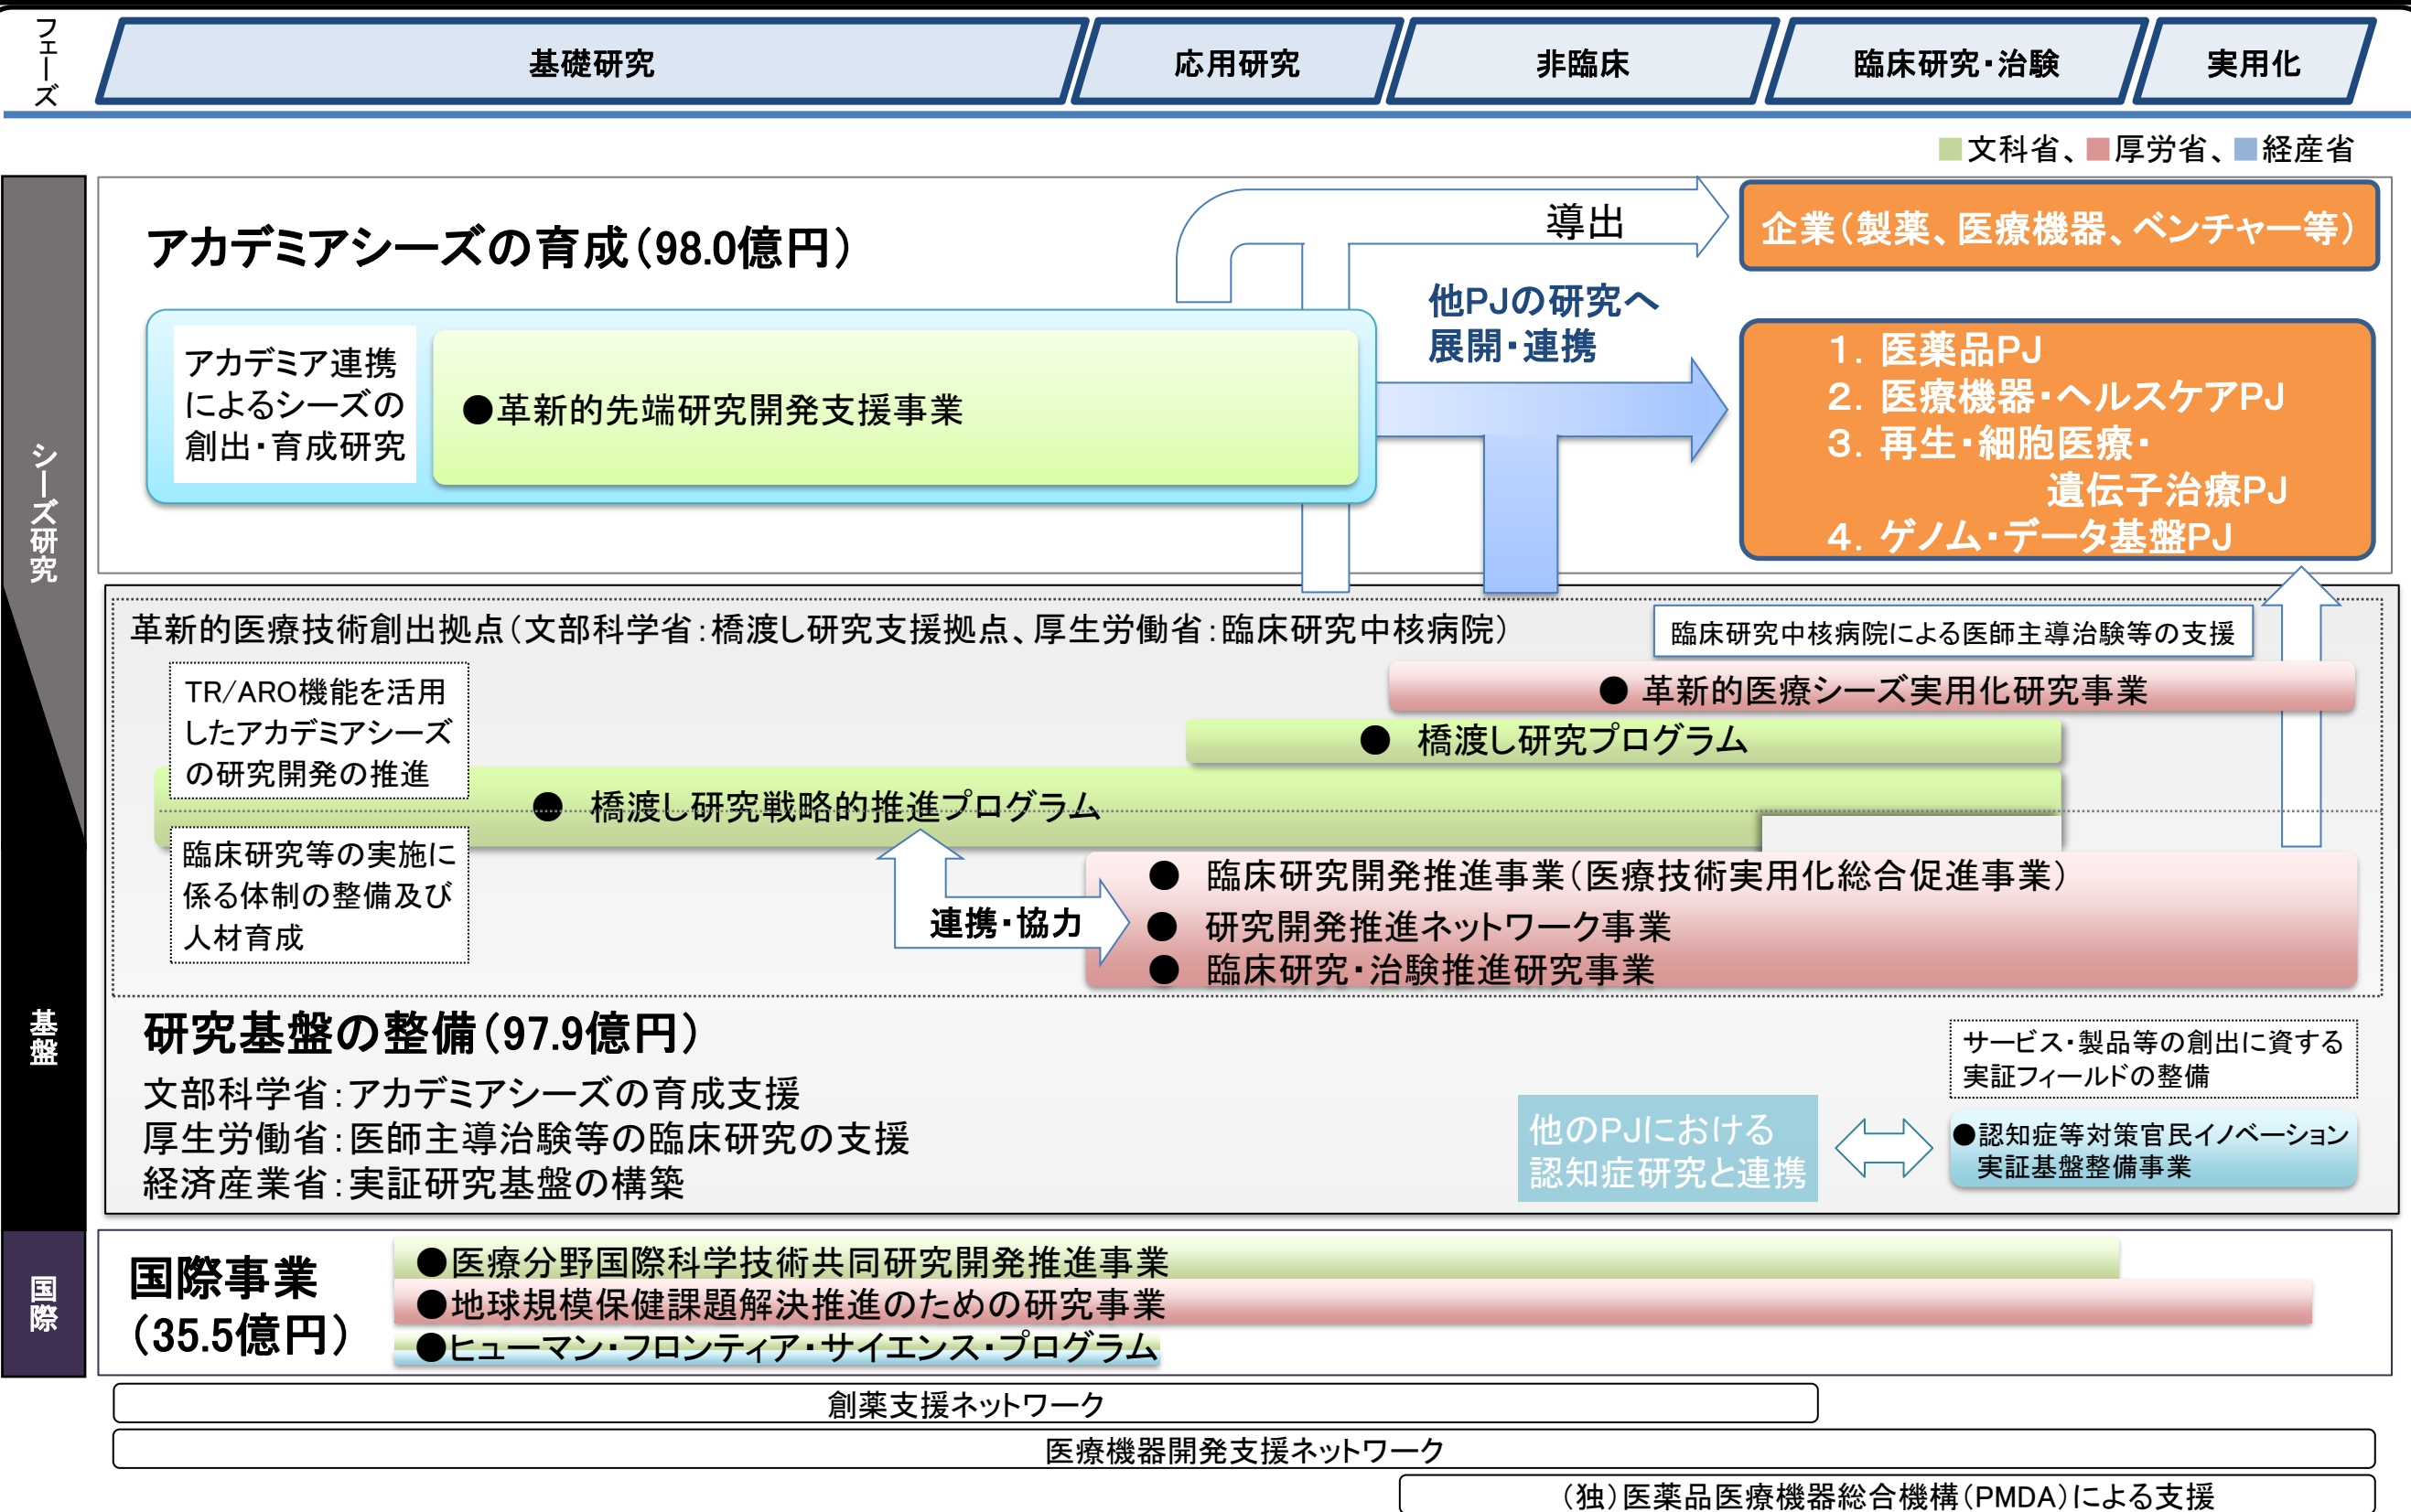 フェーズ
基礎研究
応用研究
非臨床
臨床研究・治験
実用化
文科省、厚労省、経産省
シーズ研究
アカデミアシーズの育成（98.0億円）
導出
企業（製薬、医療機器、ベンチャー等）
他PJの研究へ
展開・連携
アカデミア連携
によるシーズの
創出・育成研究
●革新的先端研究開発支援事業
1. 医薬品PJ
2. 医療機器・ヘルスケアPJ
3. 再生・細胞医療・
遺伝子治療PJ
4. ゲノム・データ基盤PJ
革新的医療技術創出拠点（文部科学省：橋渡し研究支援拠点、厚生労働省：臨床研究中核病院）
臨床研究中核病院による医師主導治験等の支援
TR/ARO機能を活用
したアカデミアシーズ
の研究開発の推進
● 革新的医療シーズ実用化研究事業
● 橋渡し研究プログラム
● 橋渡し研究戦略的推進プログラム
臨床研究等の実施に
係る体制の整備及び
人材育成
連携・協力
● 臨床研究開発推進事業（医療技術実用化総合促進事業）
● 研究開発推進ネットワーク事業
● 臨床研究・治験推進研究事業
基盤
研究基盤の整備（97.9億円）
文部科学省：アカデミアシーズの育成支援
厚生労働省：医師主導治験等の臨床研究の支援
経済産業省：実証研究基盤の構築
サービス・製品等の創出に資する
実証フィールドの整備
他のPJにおける
認知症研究と連携
●認知症等対策官民イノベーション
実証基盤整備事業
国際
国際事業
（35.5億円）
●医療分野国際科学技術共同研究開発推進事業
●地球規模保健課題解決推進のための研究事業
●ヒューマン・フロンティア・サイエンス・プログラム
創薬支援ネットワーク
医療機器開発支援ネットワーク
（独）医薬品医療機器総合機構（PMDA）による支援